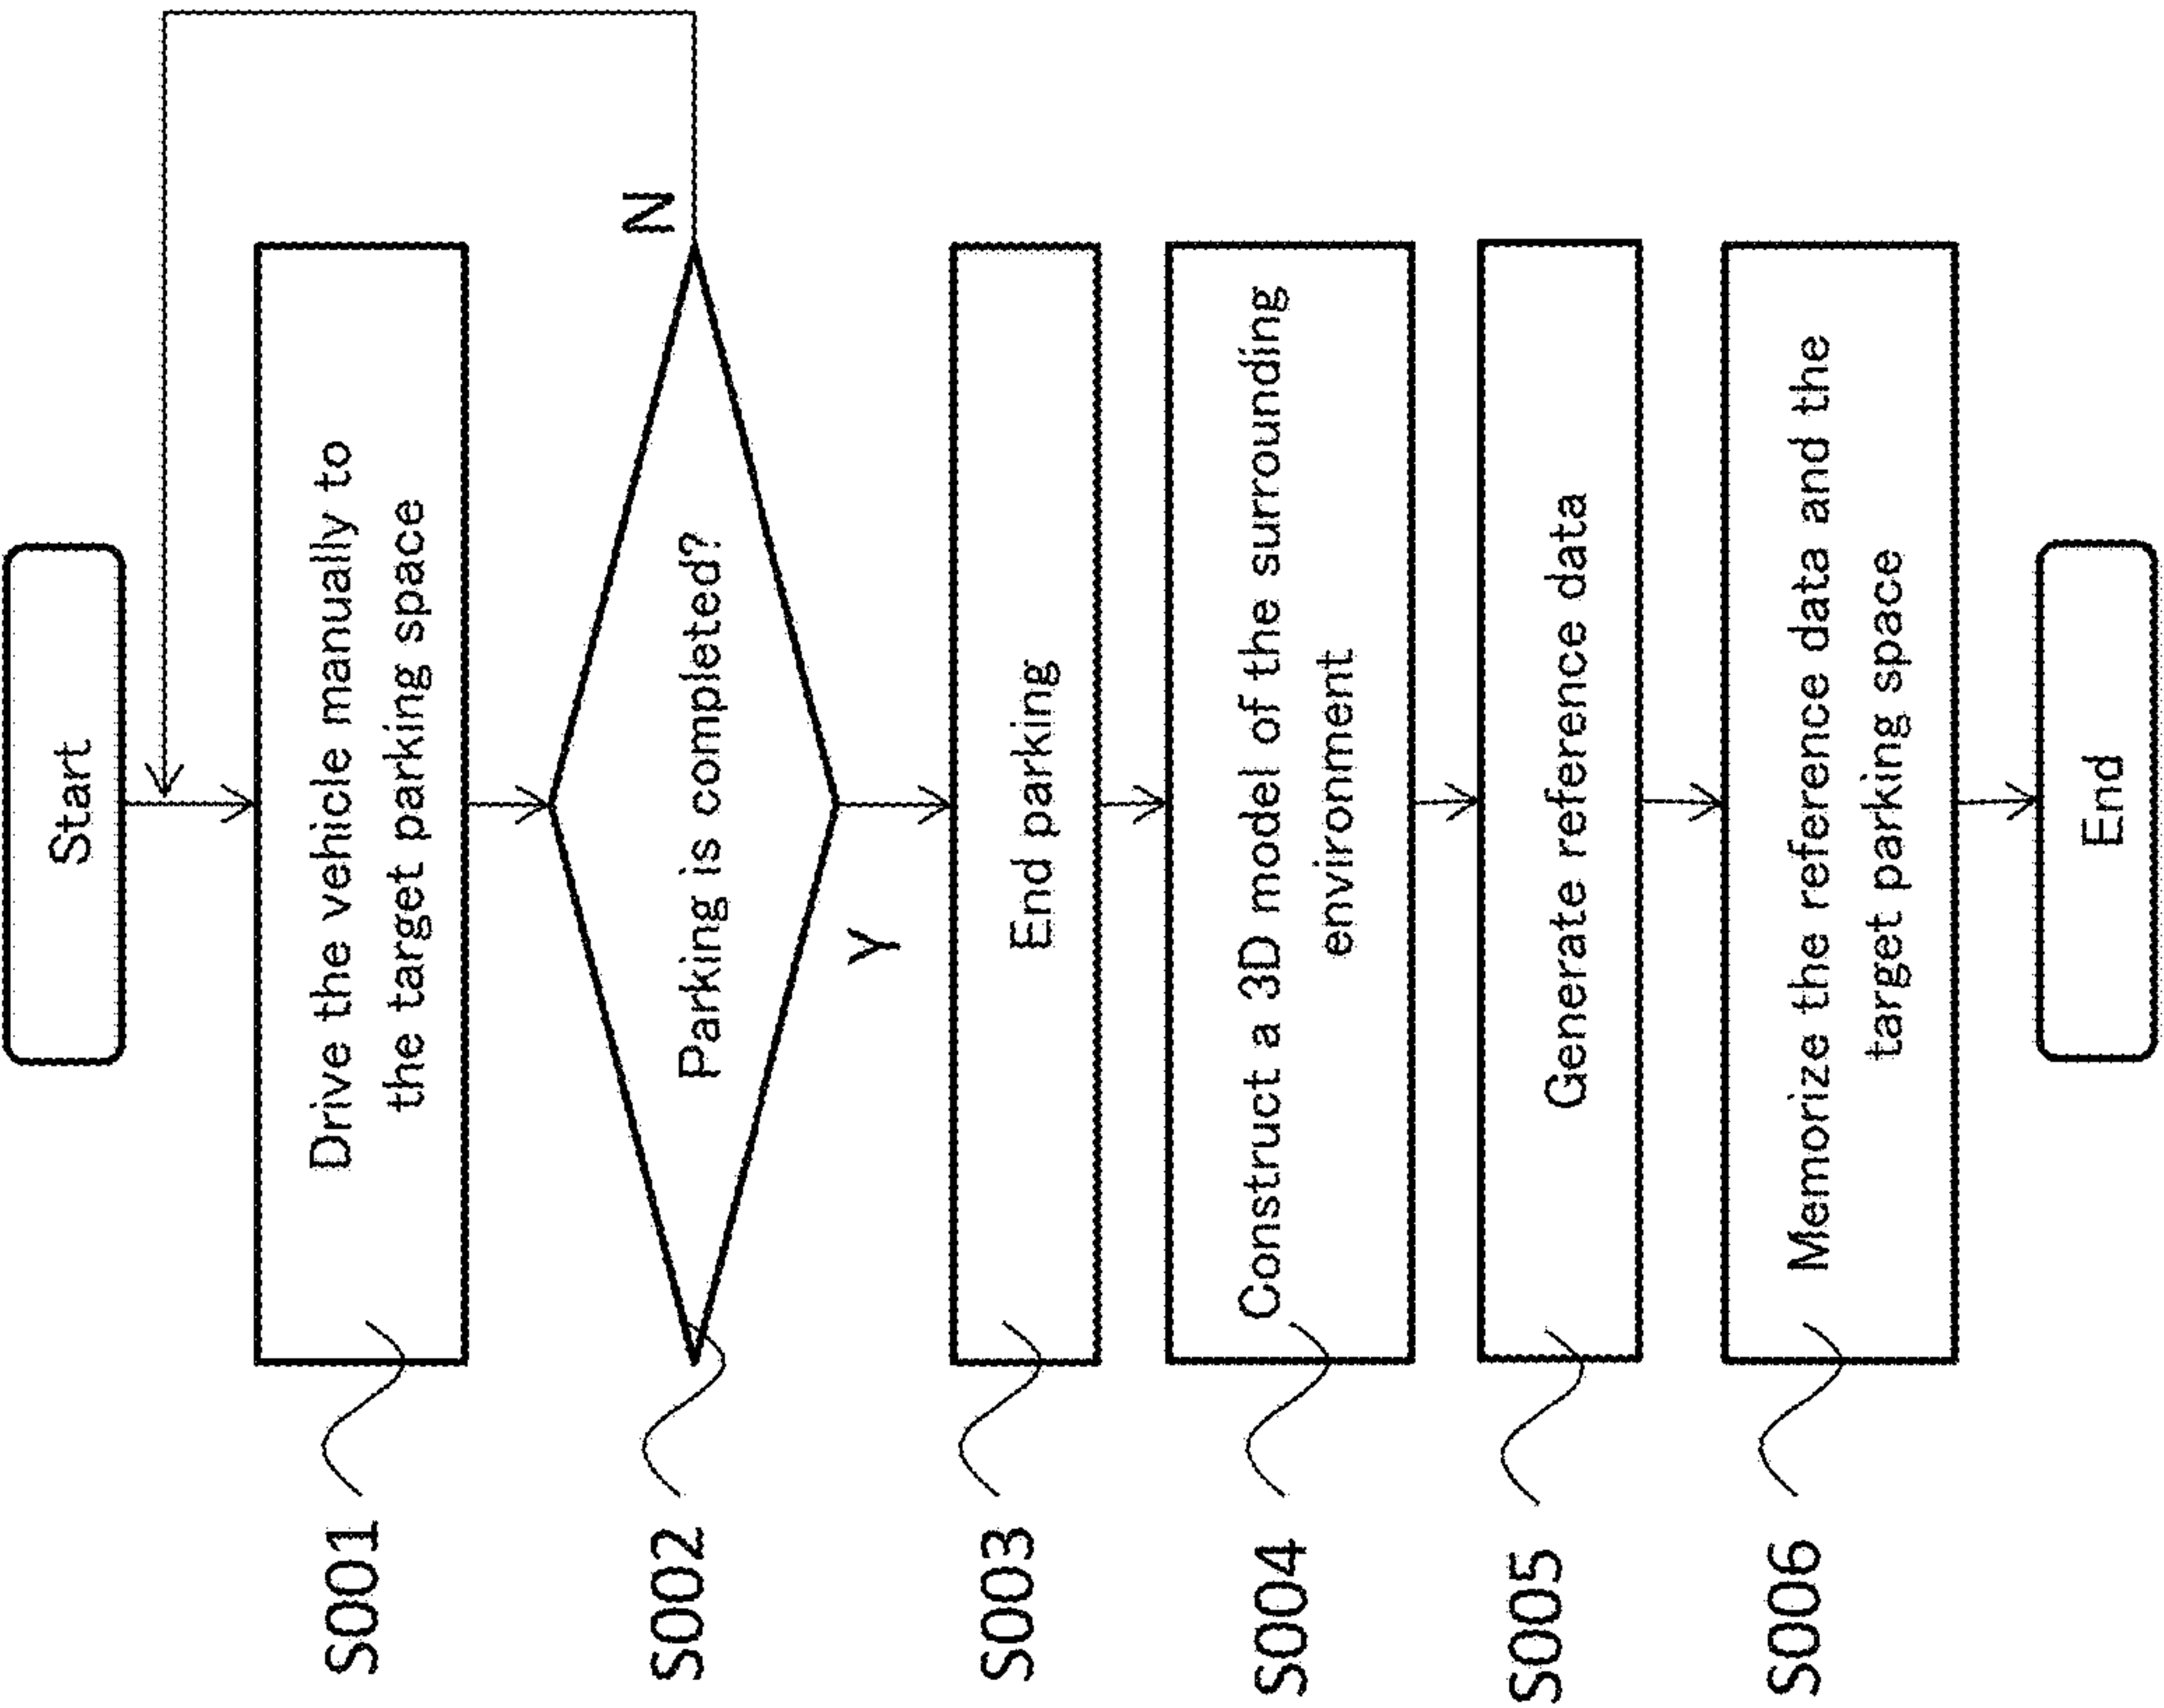 Start
S001
Drive the vehicle manually to
the target parking space
S002
Parking is completed?
N
Y
S003
End parking
S004
Construct a 3D model of the surrounding
environment
S005
Generate reference data
S006
Memorize the reference data and the
target parking space
End